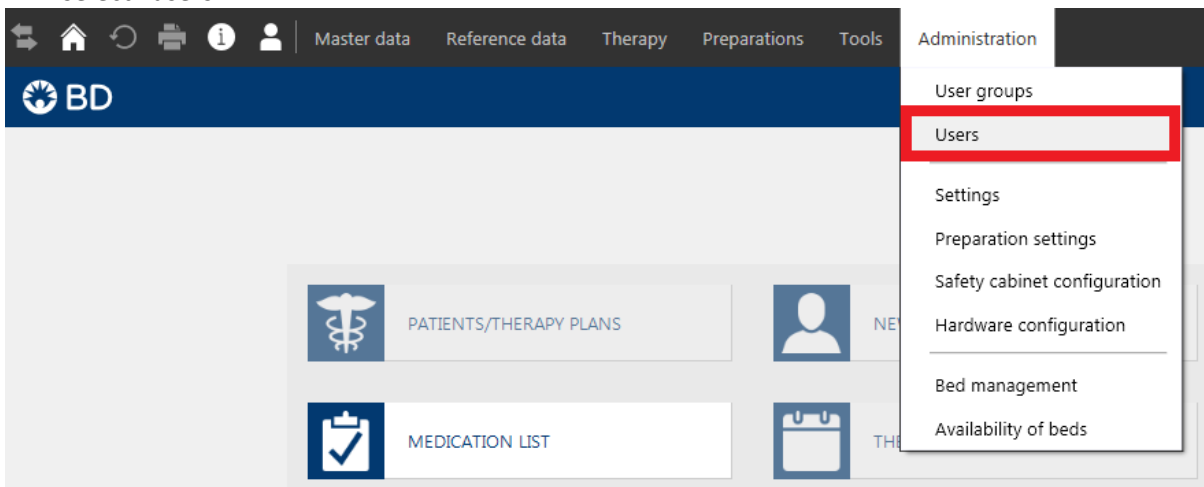 Master data Reference data Therapy Preparations Tools Administration
BD
User groups
Users
Settings
Preparation settings
Safety cabinet configuration
Hardware configuration
Bed management
Availability of beds
PATIENTS/THERAPY PLANS
MEDICATION LIST